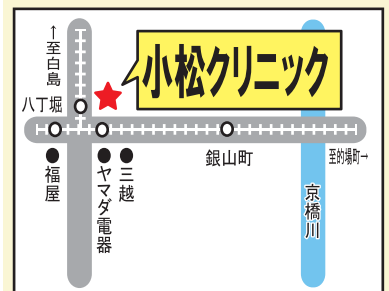 ↑至白島
小松クリニック
八丁堀
福屋
ヤマダ電器
三越
銀山町
至的場町→
京橋川